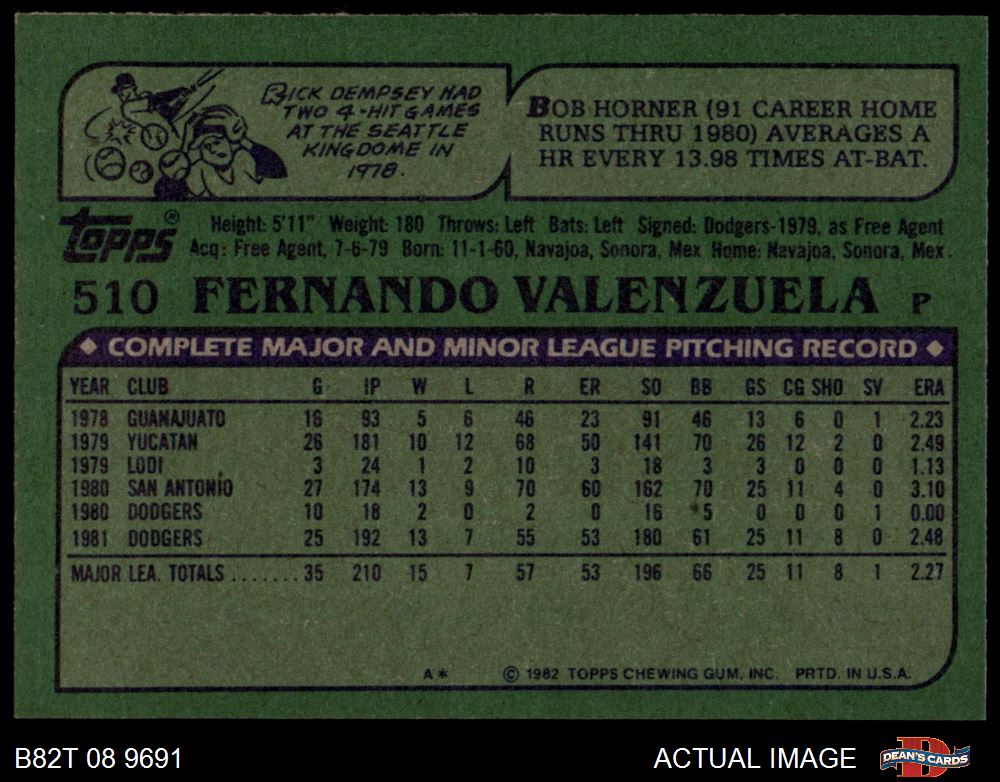 RICK DEMPSEY HAD
TWO 4-HIT GAMES
AT THE SEATTLE
KINGDOME IN
1978.
BOB HORNER (91 CAREER HOME
RUNS THRU 1980) AVERAGES A
HR EVERY 13.98 TIMES AT-BAT.
Topps®
Height: 5'11" Weight: 180 Throws: Left Bats: Left Signed: Dodgers-1979, as Free Agent
Acq: Free Agent, 7-6-79 Born: 11-1-60, Navajoa, Sonora, Mex Home: Navajoa, Sonora, Mex.
510 FERNANDO VALENZUELA P
◆ COMPLETE MAJOR AND MINOR LEAGUE PITCHING RECORD ◆
YEAR CLUB G IP W L R ER SO BB GS CG SHO SV ERA
1978 GUANAJUATO 16 93 5 6 46 23 91 46 13 6 0 1 2.23
1979 YUCATAN 26 181 10 12 68 50 141 70 26 12 2 0 2.49
1979 LODI 3 24 1 2 10 3 18 3 3 0 0 0 1.13
1980 SAN ANTONIO 27 174 13 9 70 60 162 70 25 11 4 0 3.10
1980 DODGERS 10 18 2 0 2 0 16 5 0 0 0 1 0.00
1981 DODGERS 25 192 13 7 55 53 180 61 25 11 8 0 2.48
MAJOR LEA. TOTALS ....... 35 210 15 7 57 53 196 66 25 11 8 1 2.27
A* © 1982 TOPPS CHEWING GUM, INC. PRTD. IN U.S.A.
B82T 08 9691 ACTUAL IMAGE DEAN'S CARDS